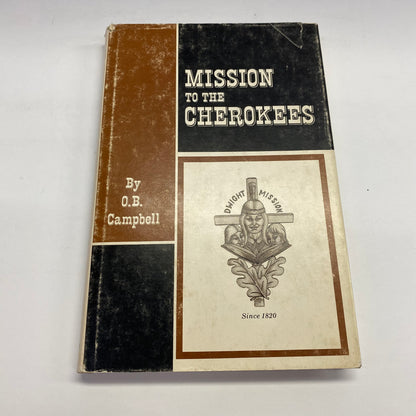 MISSION
TO THE
CHEROKEES
By
O.B.
Campbell
DWIGHT MISSION
Since 1820